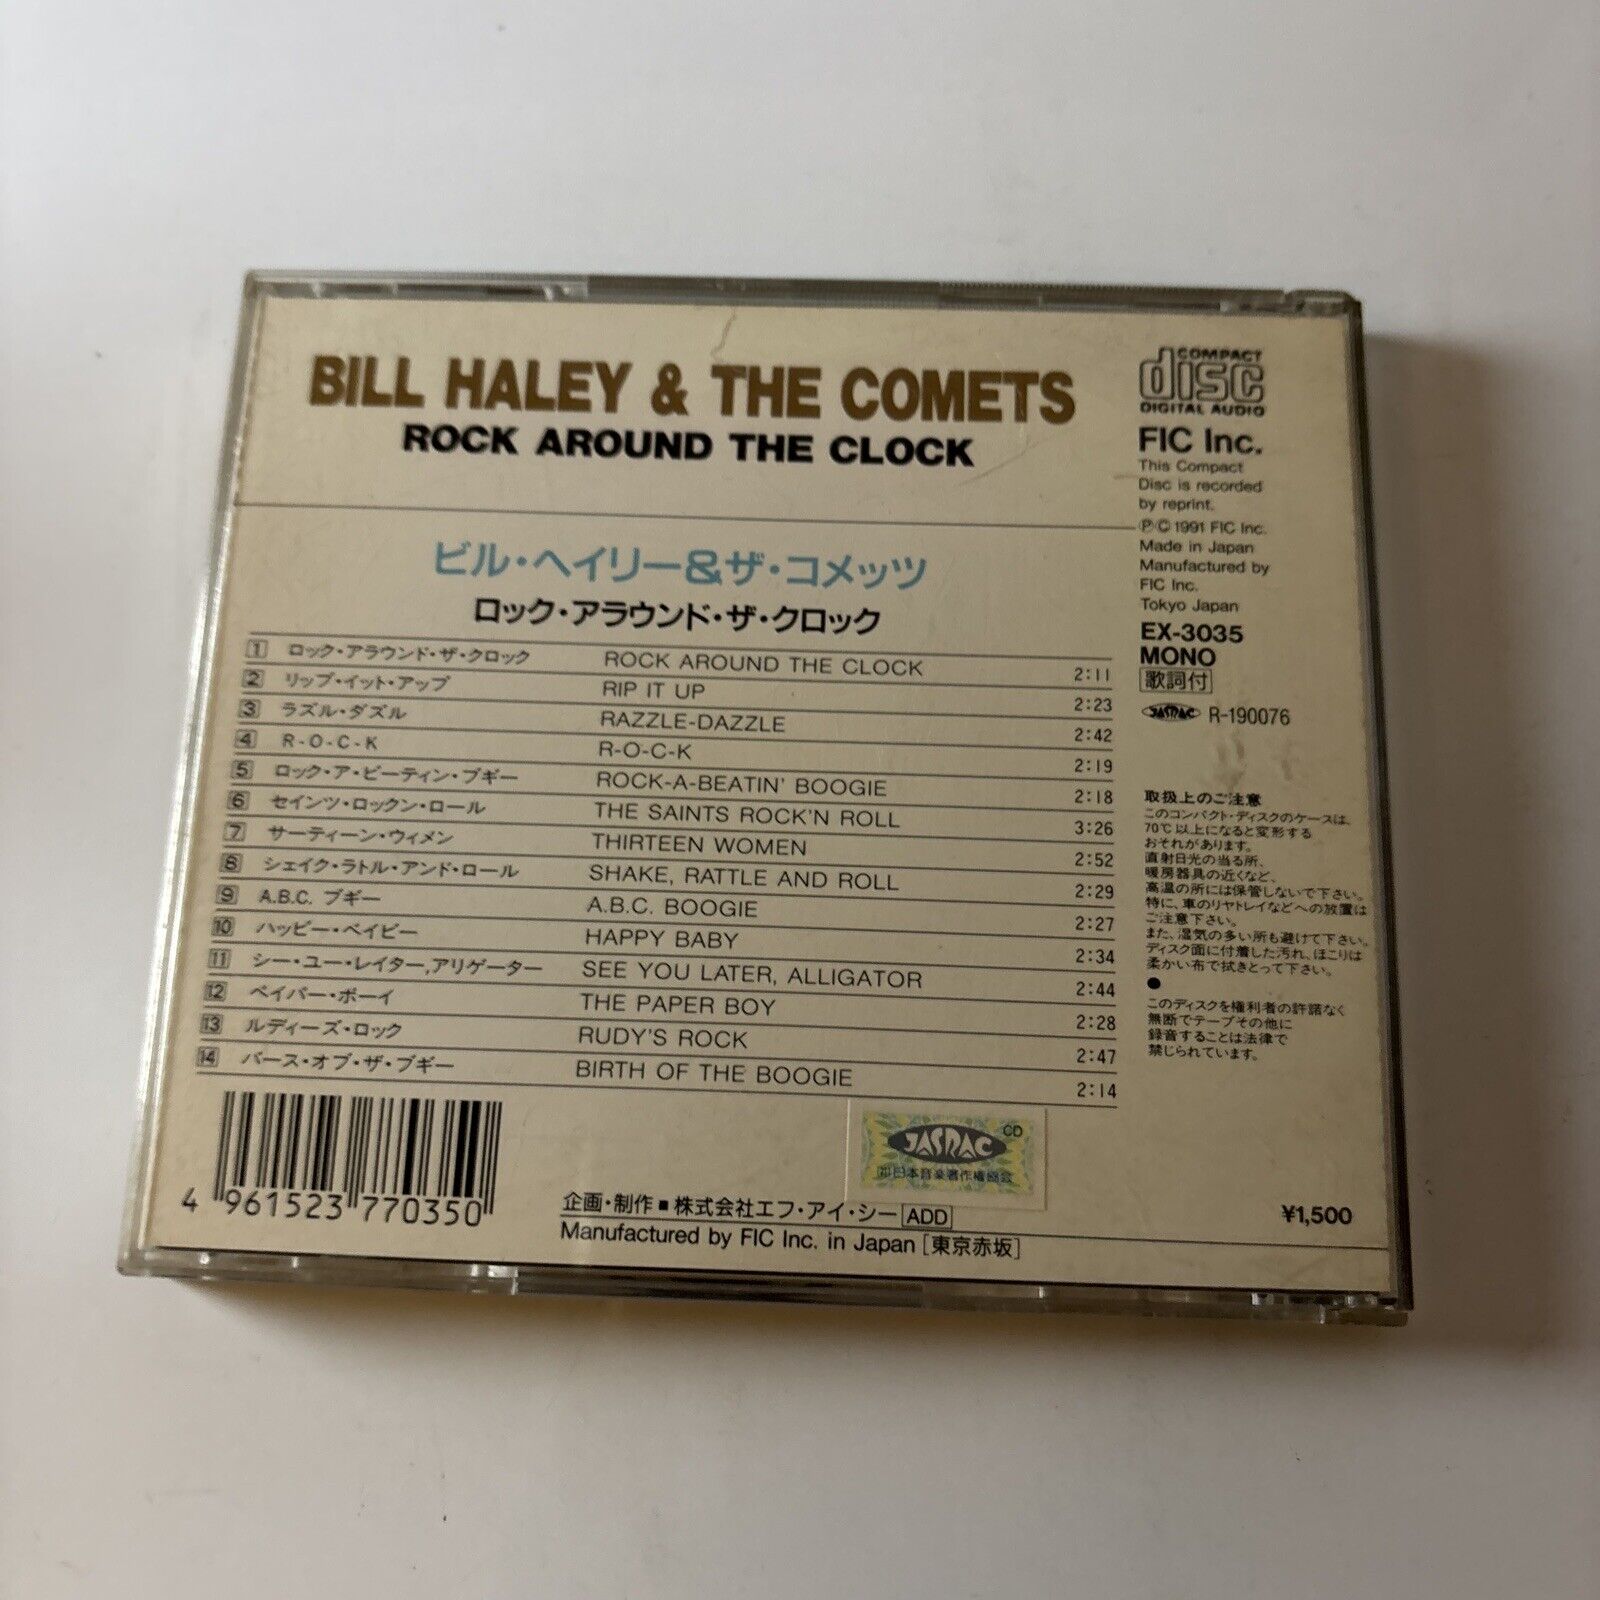 BILL HALEY & THE COMETS
ROCK AROUND THE CLOCK
ビル・ヘイリー&ザ・コメッツ
ロック・アラウンド・ザ・クロック
1 ロック・アラウンド・ザ・クロック ROCK AROUND THE CLOCK 2:11
2 リップ・イット・アップ RIP IT UP 2:23
3 ラズル・ダズル RAZZLE-DAZZLE 2:42
4 R-O-C-K R-O-C-K 2:19
5 ロック・ア・ビーティン・ブギー ROCK-A-BEATIN' BOOGIE 2:18
6 セインツ・ロックン・ロール THE SAINTS ROCK'N ROLL 3:26
7 サーティーン・ウィメン THIRTEEN WOMEN 2:52
8 シェイク・ラトル・アンド・ロール SHAKE, RATTLE AND ROLL 2:29
9 A.B.C. ブギー A.B.C. BOOGIE 2:27
10 ハッピー・ベイビー HAPPY BABY 2:34
11 シー・ユー・レイター,アリゲーター SEE YOU LATER, ALLIGATOR 2:44
12 ペイパー・ボーイ THE PAPER BOY 2:28
13 ルディーズ・ロック RUDY'S ROCK 2:47
14 バース・オブ・ザ・ブギー BIRTH OF THE BOOGIE 2:14
4 961523 770350
企画・制作■株式会社エフ・アイ・シー ADD
Manufactured by FIC Inc. in Japan [東京赤坂]
JASRAC CD
日本音楽著作権協会
¥1,500
COMPACT
disc
DIGITAL AUDIO
FIC Inc.
This Compact
Disc is recorded
by reprint.
ⓅⒸ1991 FIC Inc.
Made in Japan
Manufactured by
FIC Inc.
Tokyo Japan
EX-3035
MONO
歌詞付
JASRAC R-190076
取扱上のご注意
このコンパクト・ディスクのケースは、
70℃以上になると変形する
おそれがあります。
直射日光の当る所、
暖房器具の近くなど、
高温の所には保管しないで下さい。
特に、車のリヤトレイなどへの放置は
ご注意下さい。
また、湿気の多い所も避けて下さい。
ディスク面に付着した汚れ、ほこりは
柔かい布で拭きとって下さい。
●
このディスクを権利者の許諾なく
無断でテープその他に
録音することは法律で
禁じられています。